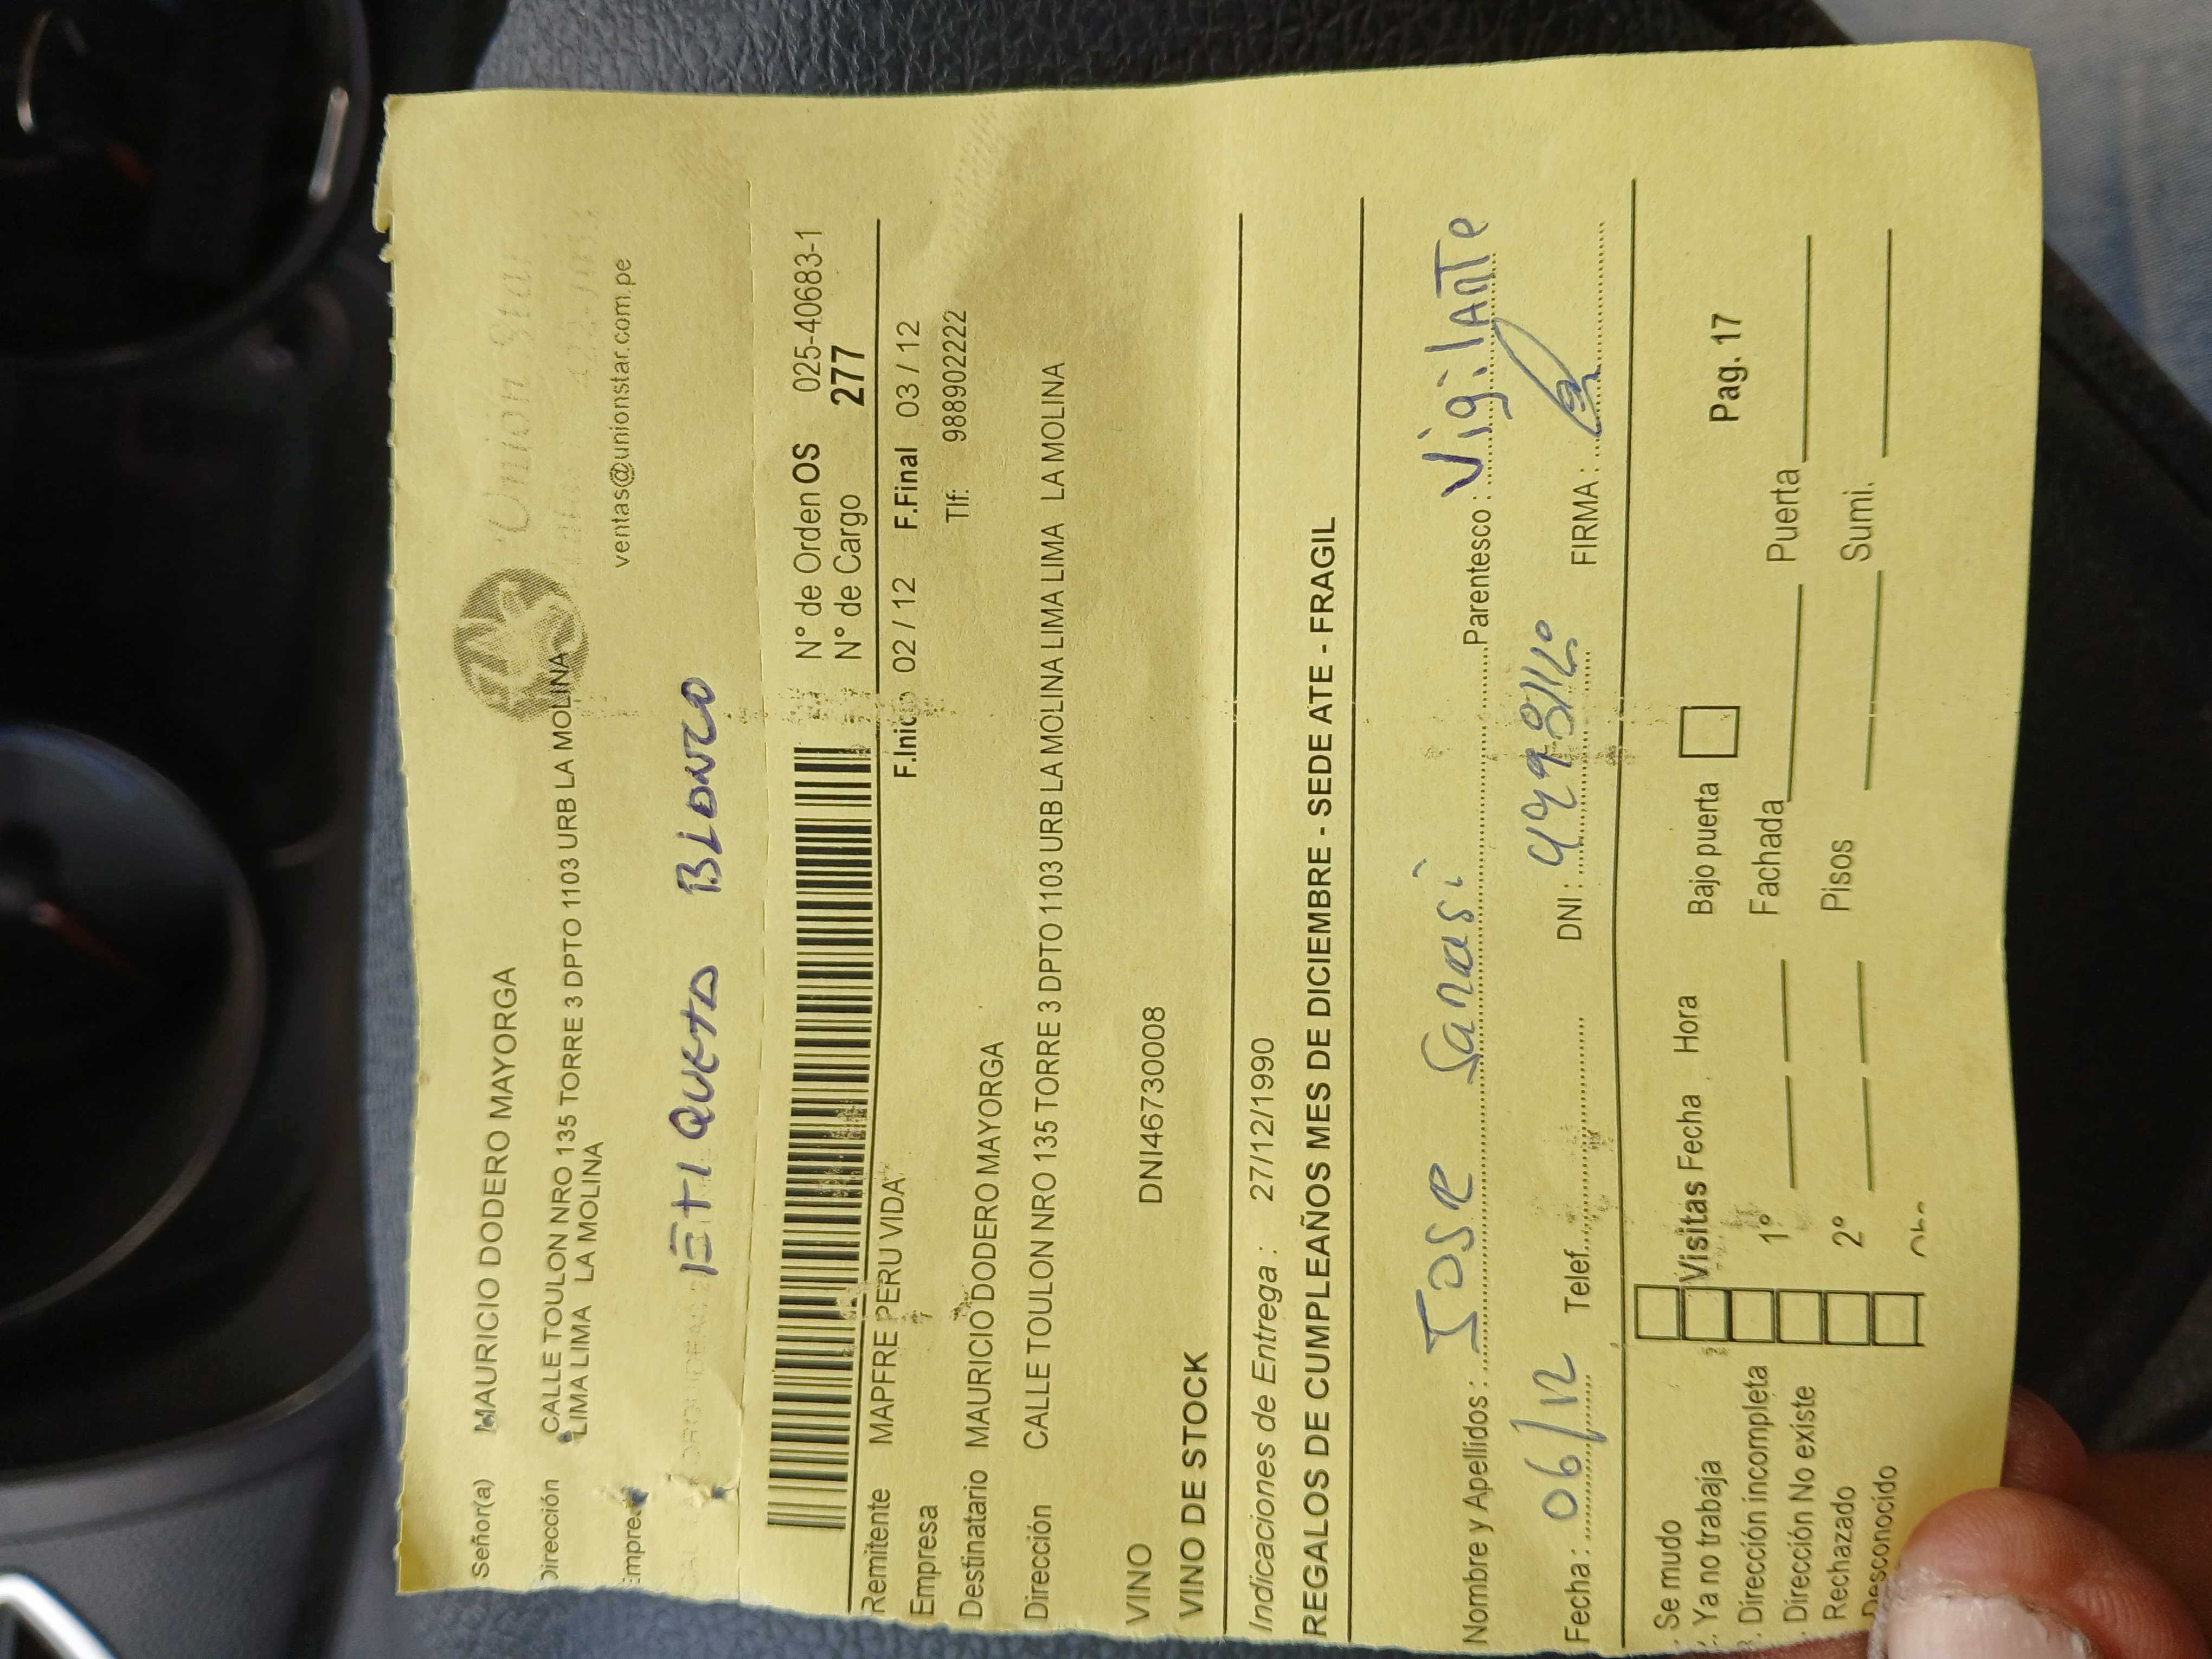 Señor(a) MAURICIO DODERO MAYORGA
Dirección CALLE TOULON NRO 135 TORRE 3 DPTO 1103 URB LA MOLINA
LIMA LIMA LA MOLINA
Union Star
ventas@unionstar.com.pe
Empresa
ETIQUETA BLANCO
N° de Orden OS 025-40683-1
N° de Cargo 277
Remitente MAPFRE PERU VIDA
F.Inicio 02 / 12 F.Final 03 / 12
Empresa
Tlf: 988902222
Destinatario MAURICIO DODERO MAYORGA
Dirección CALLE TOULON NRO 135 TORRE 3 DPTO 1103 URB LA MOLINA LIMA LIMA LA MOLINA
VINO DNI46730008
VINO DE STOCK
Indicaciones de Entrega : 27/12/1990
REGALOS DE CUMPLEAÑOS MES DE DICIEMBRE - SEDE ATE - FRAGIL
Nombre y Apellidos : Jose Parentesco : VigilAnTe
Fecha : 06/12 Telef. DNI : FIRMA :
. Se mudo
. Ya no trabaja
. Dirección incompleta
. Dirección No existe
Rechazado
Desconocido
Visitas Fecha Hora Bajo puerta Pag. 17
1° Fachada Puerta
2° Pisos Sumi.